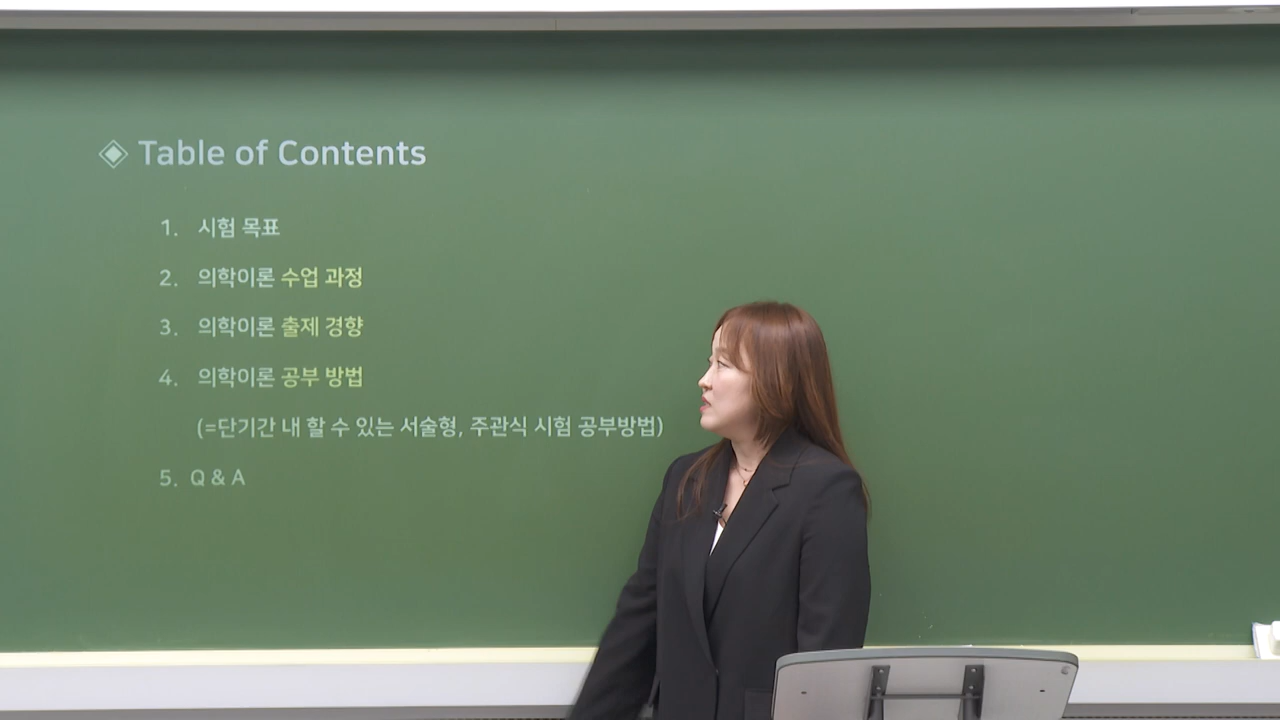 Table of Contents
1. 시험 목표
2. 의학이론 수업 과정
3. 의학이론 출제 경향
4. 의학이론 공부 방법
(=단기간 내 할 수 있는 서술형, 주관식 시험 공부방법)
5. Q & A